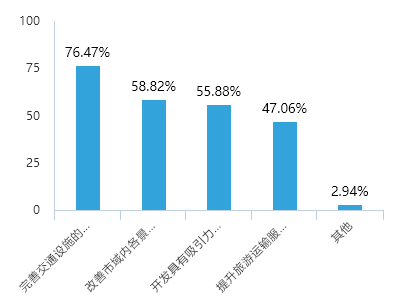 100
76.47%
75
58.82%
55.88%
50
47.06%
25
2.94%
0
完善交通设施的...
改善市域内各景...
开发具有吸引力...
提升旅游运输服...
其他